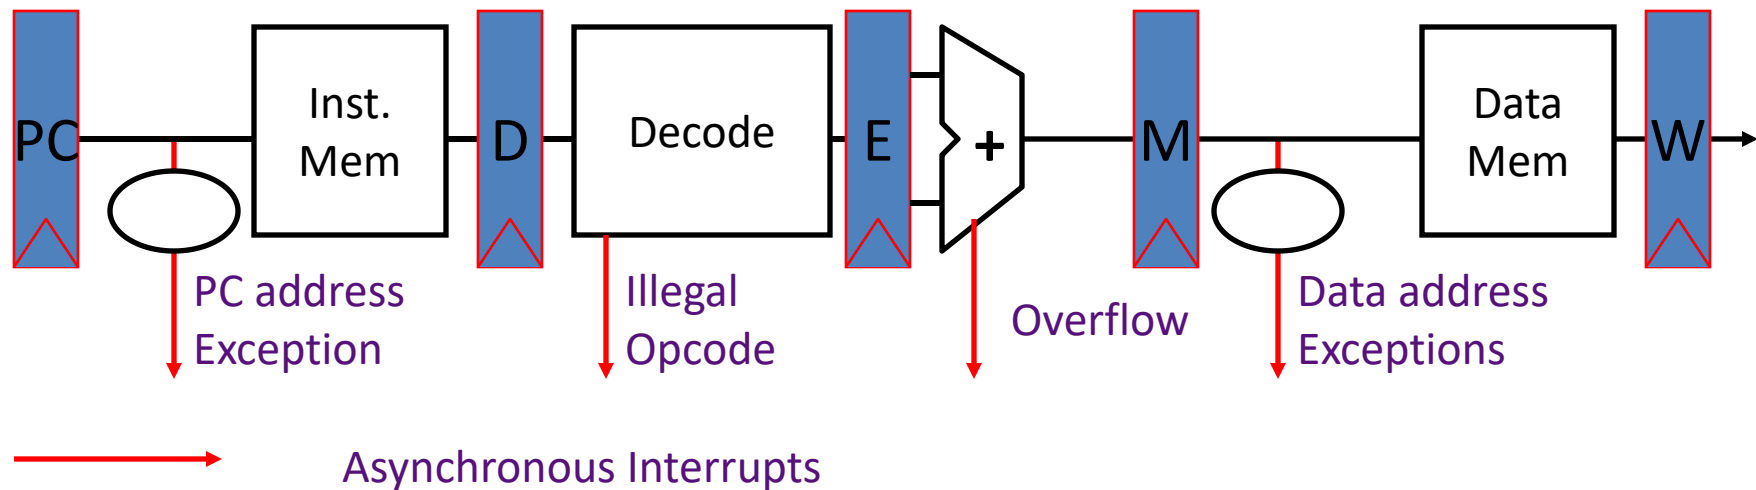 PC
Inst.
Mem
D
Decode
E
+
M
Data
Mem
W
PC address
Exception
Illegal
Opcode
Overflow
Data address
Exceptions
Asynchronous Interrupts